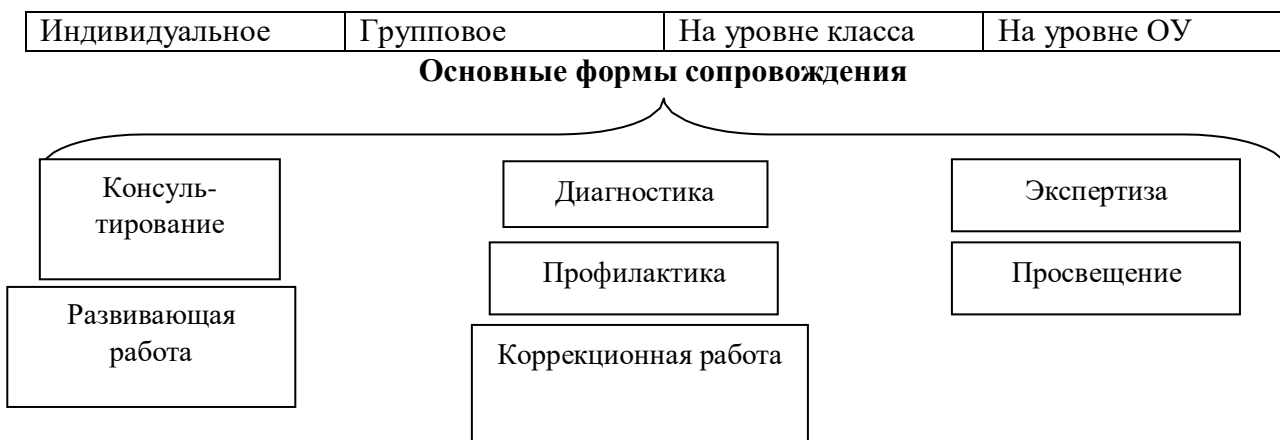 Индивидуальное Групповое На уровне класса На уровне ОУ
Основные формы сопровождения
Консуль-
тирование
Диагностика
Экспертиза
Профилактика
Просвещение
Развивающая
работа
Коррекционная работа